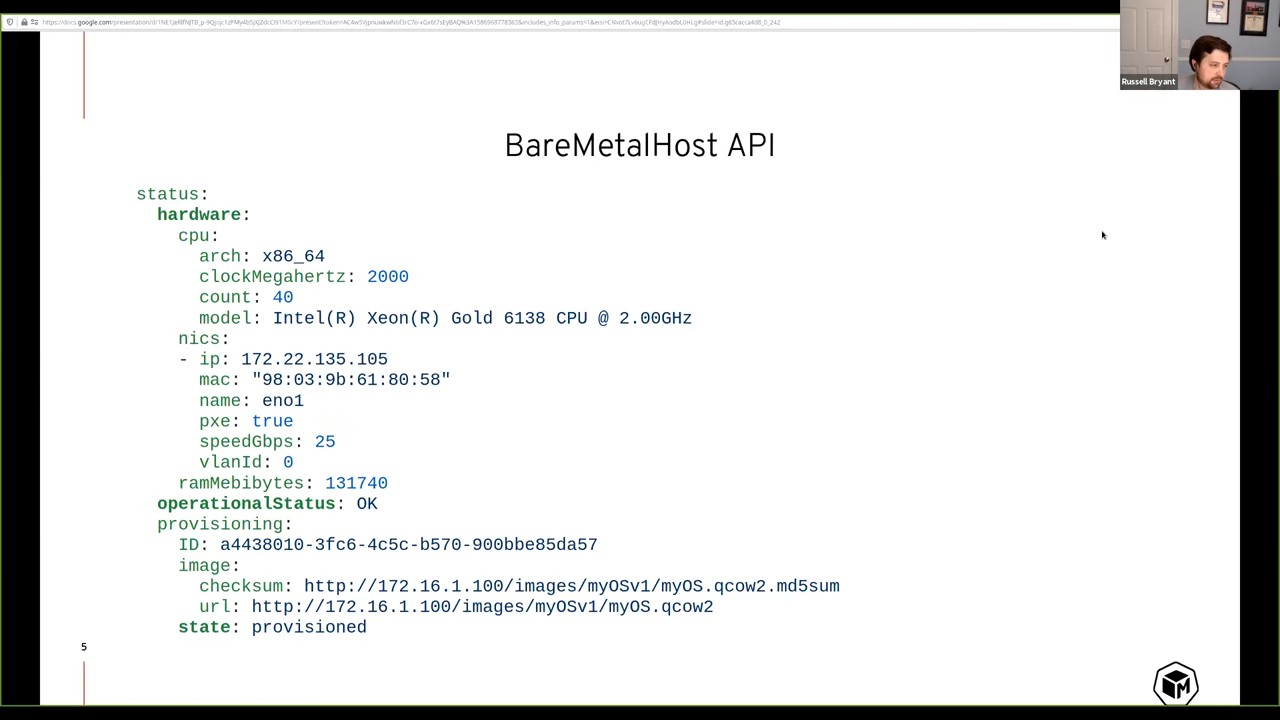 Russell Bryant
BareMetalHost API
status:
hardware:
cpu:
arch: x86_64
clockMegahertz: 2000
count: 40
model: Intel(R) Xeon(R) Gold 6138 CPU @ 2.00GHz
nics:
- ip: 172.22.135.105
mac: "98:03:9b:61:80:58"
name: eno1
pxe: true
speedGbps: 25
vlanId: 0
ramMebibytes: 131740
operationalStatus: OK
provisioning:
ID: a4438010-3fc6-4c5c-b570-900bbe85da57
image:
checksum: http://172.16.1.100/images/myOSv1/myOS.qcow2.md5sum
url: http://172.16.1.100/images/myOSv1/myOS.qcow2
state: provisioned
5